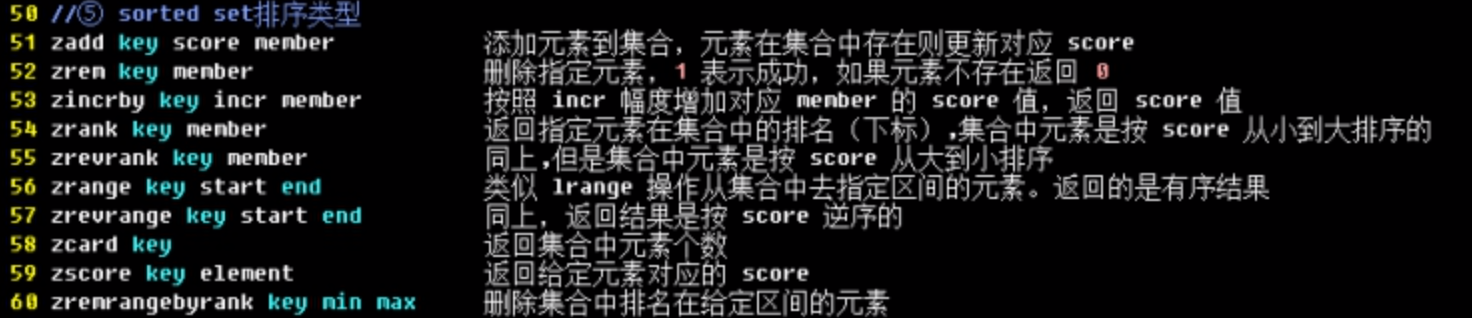 50 //⑤ sorted set排序类型
51 zadd key score member 添加元素到集合，元素在集合中存在则更新对应 score
52 zrem key member 删除指定元素，1 表示成功，如果元素不存在返回 0
53 zincrby key incr member 按照 incr 幅度增加对应 member 的 score 值，返回 score 值
54 zrank key member 返回指定元素在集合中的排名（下标）,集合中元素是按 score 从小到大排序的
55 zrevrank key member 同上,但是集合中元素是按 score 从大到小排序
56 zrange key start end 类似 lrange 操作从集合中去指定区间的元素。返回的是有序结果
57 zrevrange key start end 同上，返回结果是按 score 逆序的
58 zcard key 返回集合中元素个数
59 zscore key element 返回给定元素对应的 score
60 zremrangebyrank key min max 删除集合中排名在给定区间的元素